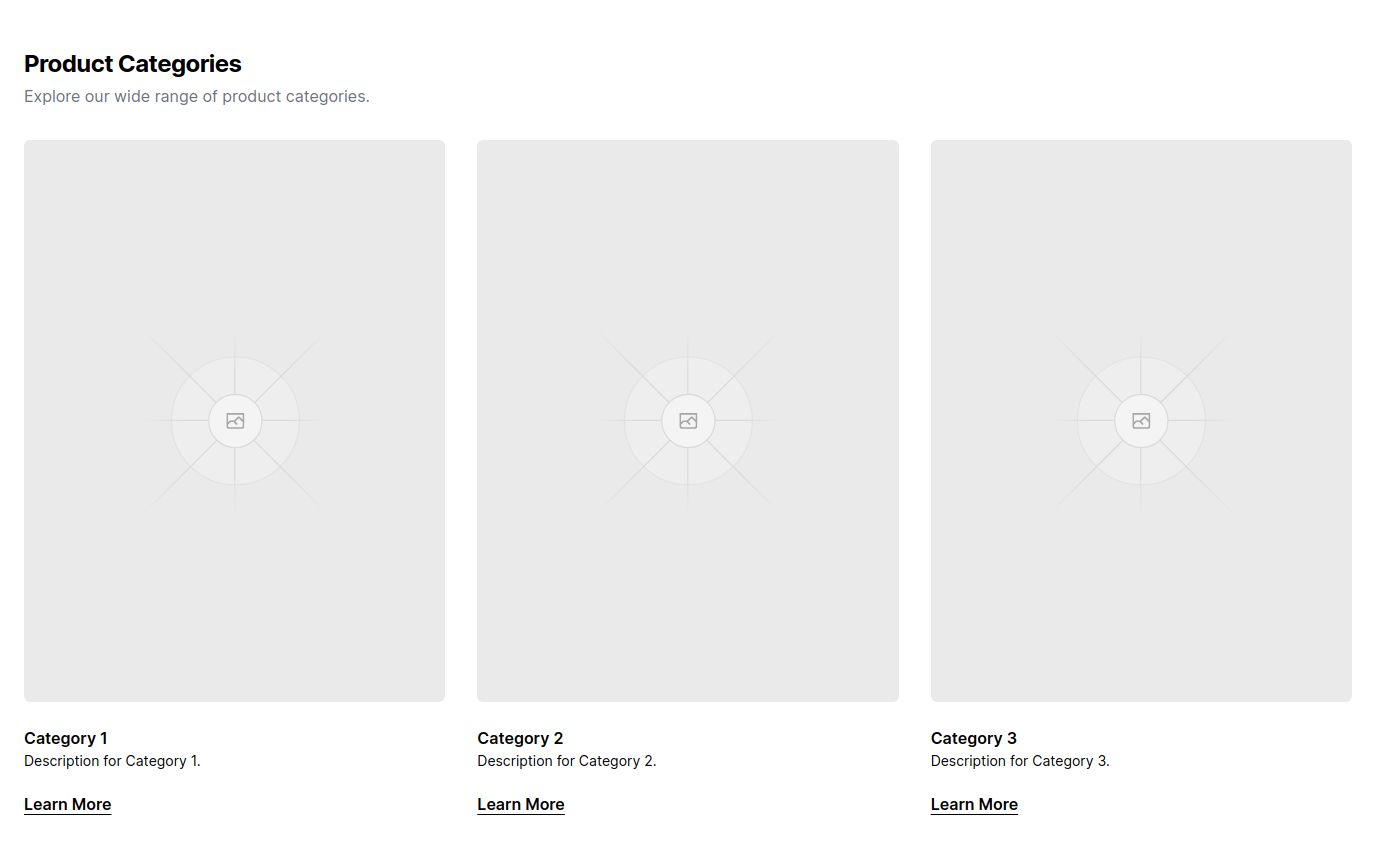 Product Categories
Explore our wide range of product categories.
Category 1
Description for Category 1.
Learn More
Category 2
Description for Category 2.
Learn More
Category 3
Description for Category 3.
Learn More